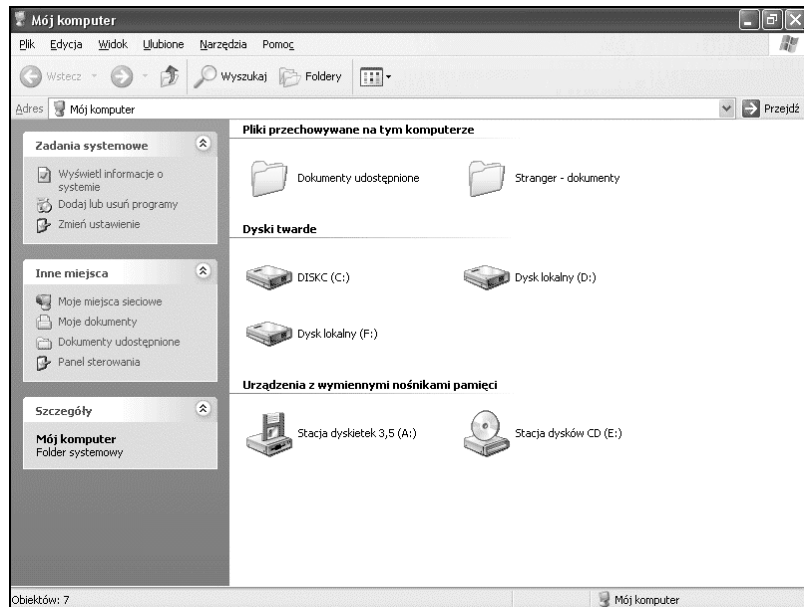 Mój komputer
Plik Edycja Widok Ulubione Narzędzia Pomoc
Wstecz Wyszukaj Foldery
Adres Mój komputer Przejdź
Zadania systemowe
Wyświetl informacje o
systemie
Dodaj lub usuń programy
Zmień ustawienie
Inne miejsca
Moje miejsca sieciowe
Moje dokumenty
Dokumenty udostępnione
Panel sterowania
Szczegóły
Mój komputer
Folder systemowy
Pliki przechowywane na tym komputerze
Dokumenty udostępnione Stranger - dokumenty
Dyski twarde
DISKC (C:) Dysk lokalny (D:)
Dysk lokalny (F:)
Urządzenia z wymiennymi nośnikami pamięci
Stacja dyskietek 3,5 (A:) Stacja dysków CD (E:)
Obiektów: 7 Mój komputer